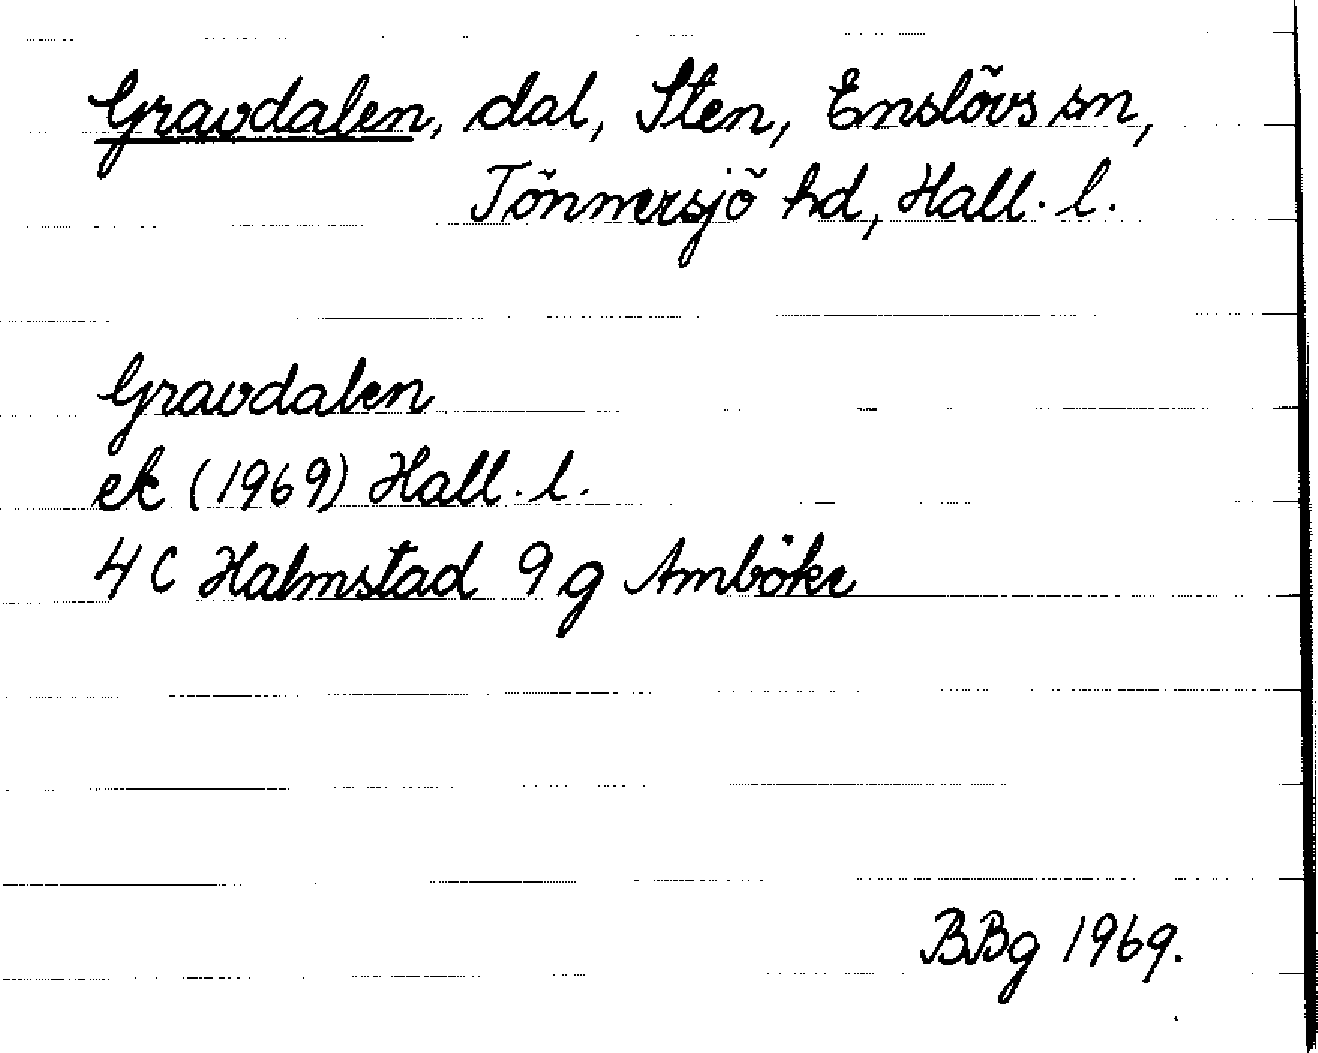 Gravdalen, dal, Sten, Enslövs sn,
Tönnersjö hd, Hall. l.
Gravdalen
ek (1969) Hall. l.
4 C Halmstad 9 g Amböke
BBg 1969.